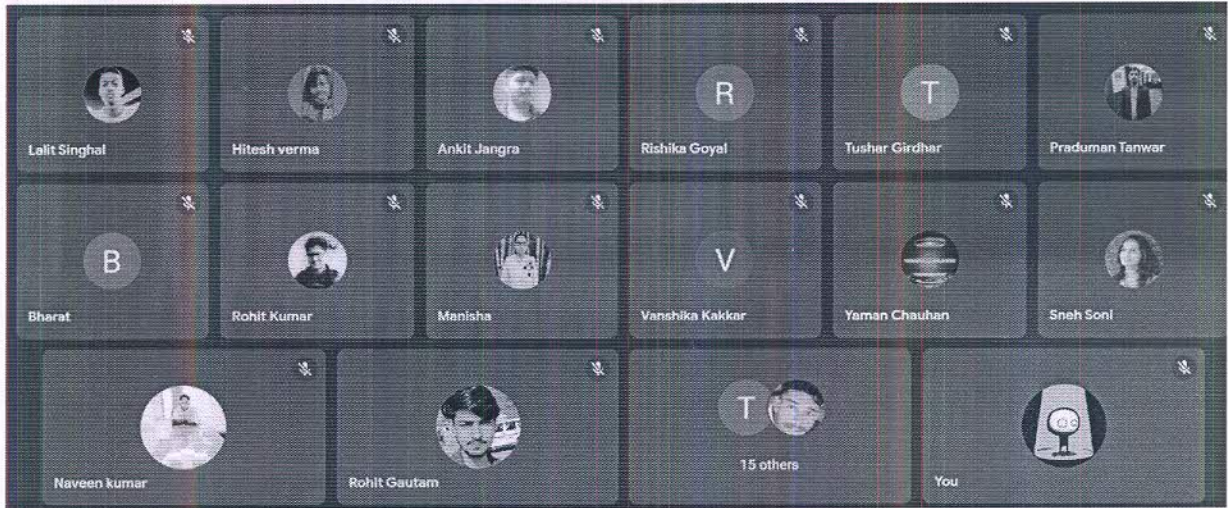 Lalit Singhal
Hitesh verma
Ankit Jangra
R
Rishika Goyal
T
Tushar Girdhar
Praduman Tanwar
B
Bharat
Rohit Kumar
Manisha
V
Vanshika Kakkar
Yaman Chauhan
Sneh Soni
Naveen kumar
Rohit Gautam
T
15 others
You